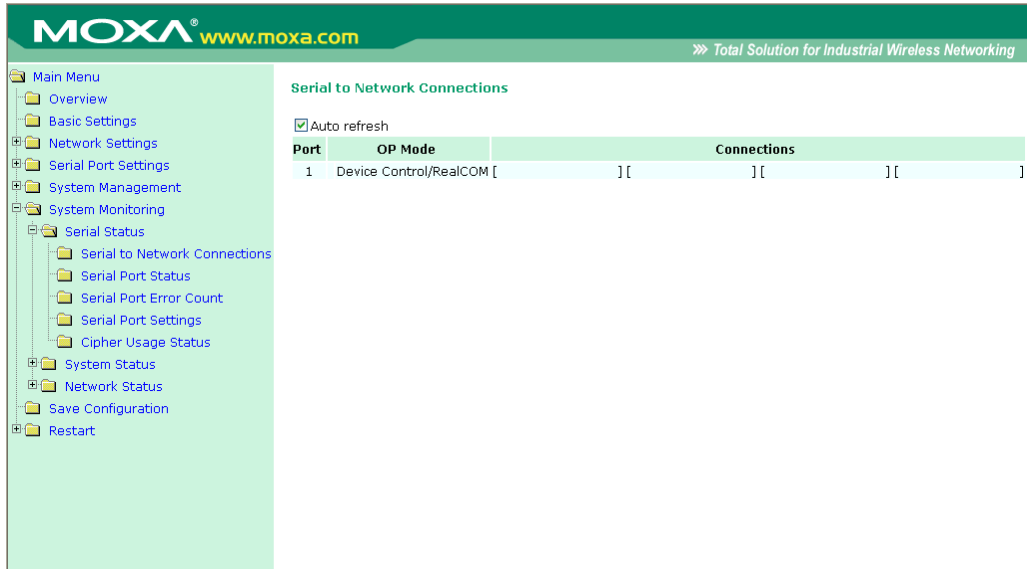 MOXA® www.moxa.com
Total Solution for Industrial Wireless Networking
Main Menu
Overview
Basic Settings
Network Settings
Serial Port Settings
System Management
System Monitoring
Serial Status
Serial to Network Connections
Serial Port Status
Serial Port Error Count
Serial Port Settings
Cipher Usage Status
System Status
Network Status
Save Configuration
Restart
Serial to Network Connections
Auto refresh
Port OP Mode Connections
1 Device Control/RealCOM [ ] [ ] [ ] [ ]